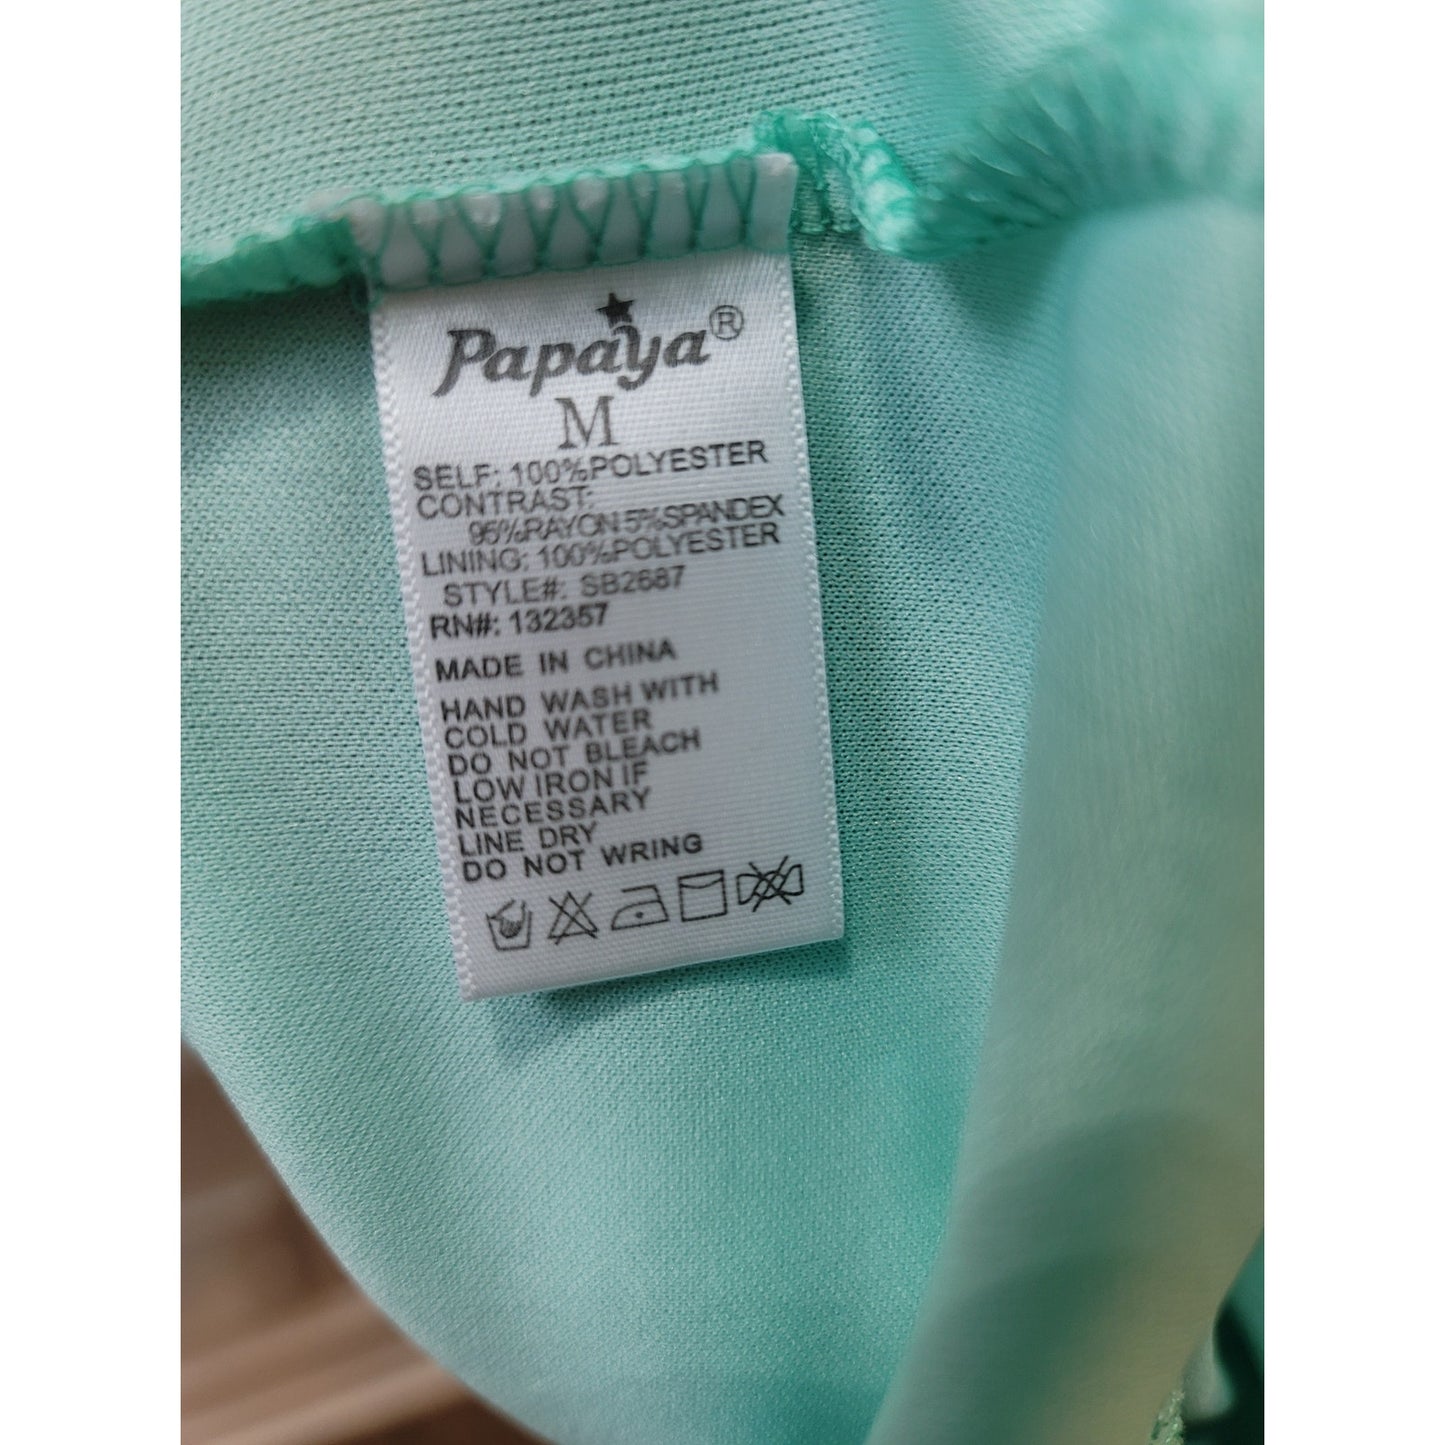 Papaya®
M
SELF: 100%POLYESTER
CONTRAST:
95%RAYON 5%SPANDEX
LINING: 100%POLYESTER
STYLE#: SB2687
RN#: 132357
MADE IN CHINA
HAND WASH WITH
COLD WATER
DO NOT BLEACH
LOW IRON IF
NECESSARY
LINE DRY
DO NOT WRING